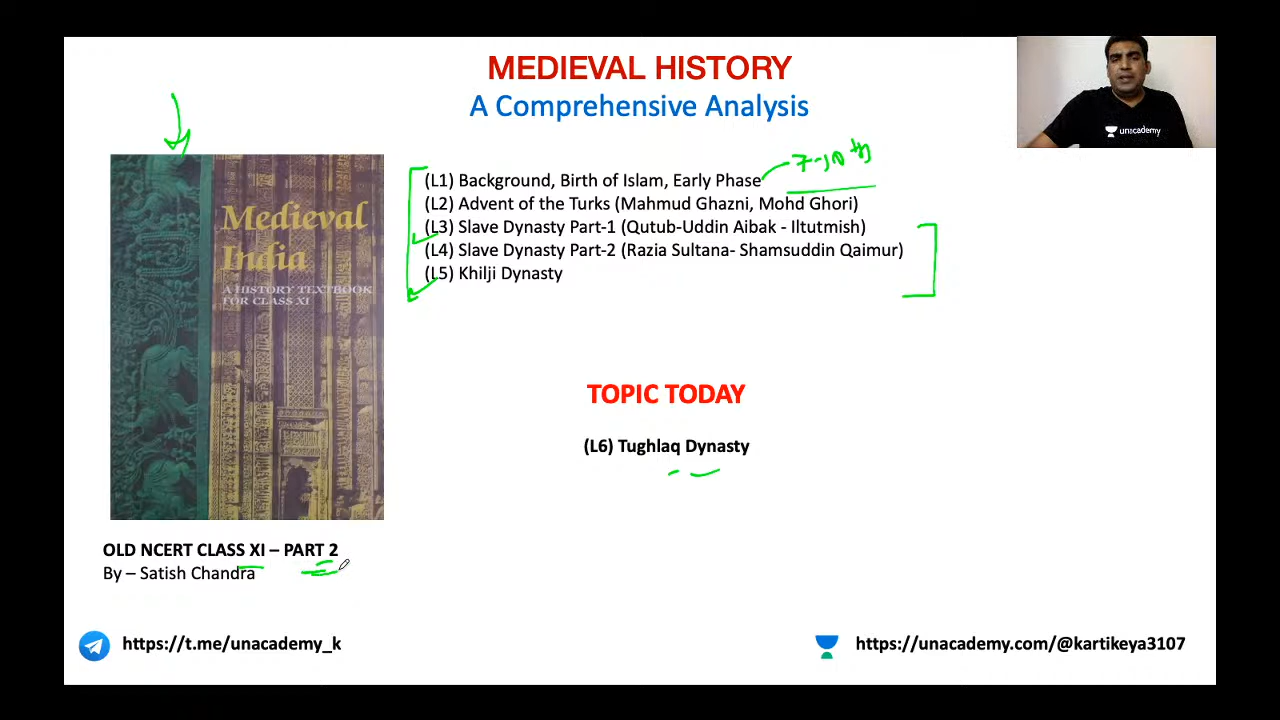 MEDIEVAL HISTORY
A Comprehensive Analysis
unacademy
7-10th
Medieval
India
A HISTORY TEXTBOOK
FOR CLASS XI
(L1) Background, Birth of Islam, Early Phase
(L2) Advent of the Turks (Mahmud Ghazni, Mohd Ghori)
(L3) Slave Dynasty Part-1 (Qutub-Uddin Aibak - Iltutmish)
(L4) Slave Dynasty Part-2 (Razia Sultana- Shamsuddin Qaimur)
(L5) Khilji Dynasty
TOPIC TODAY
(L6) Tughlaq Dynasty
OLD NCERT CLASS XI – PART 2
By – Satish Chandra
https://t.me/unacademy_k
https://unacademy.com/@kartikeya3107